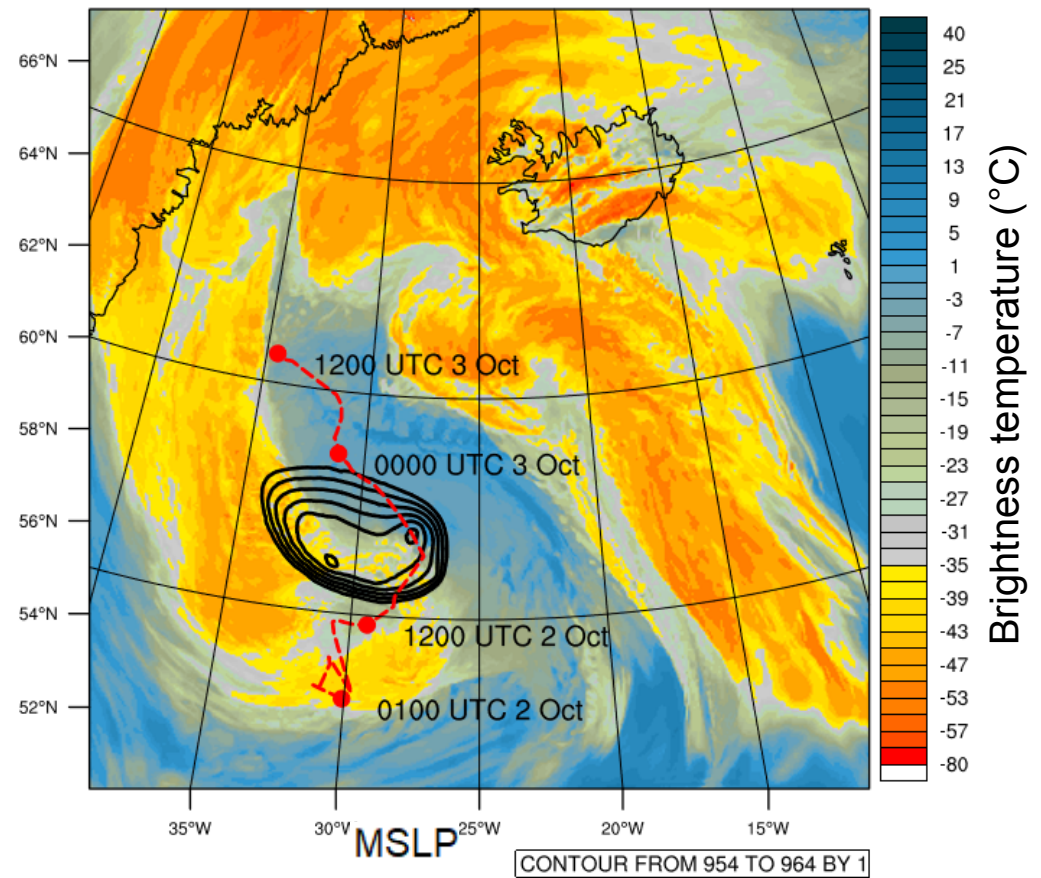 66°N
64°N
62°N
60°N
58°N
56°N
54°N
52°N
1200 UTC 3 Oct
0000 UTC 3 Oct
1200 UTC 2 Oct
0100 UTC 2 Oct
35°W
30°W
25°W
20°W
15°W
MSLP
CONTOUR FROM 954 TO 964 BY 1
40
25
21
17
13
9
5
1
-3
-7
-11
-15
-19
-23
-27
-31
-35
-39
-43
-47
-53
-57
-80
Brightness temperature (°C)